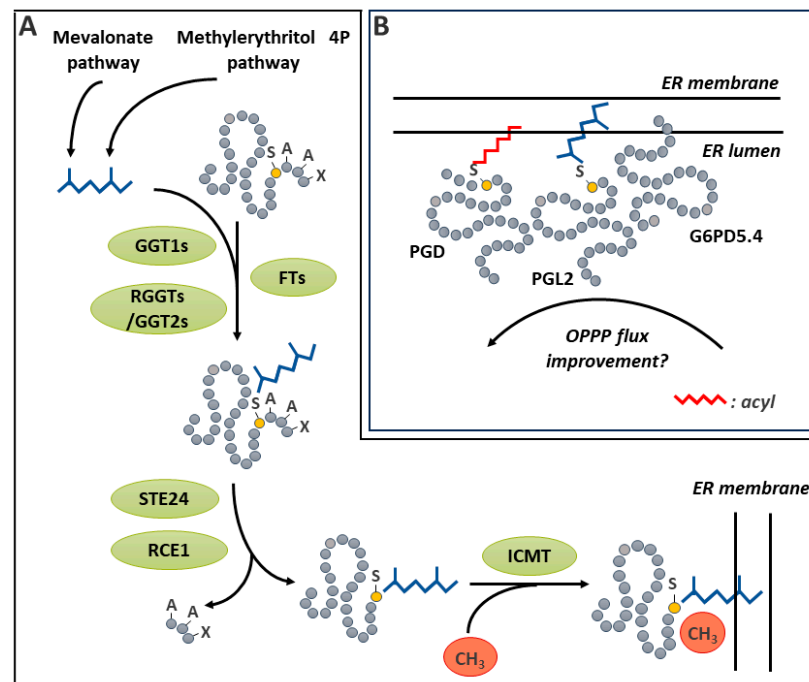 A
Mevalonate
pathway
Methylerythritol 4P
pathway
S
A
A
X
GGT1s
RGGTs
/GGT2s
FTs
S
A
A
X
STE24
RCE1
A
A
X
S
ICMT
CH3
ER membrane
S
CH3
B
ER membrane
ER lumen
S
S
PGD
PGL2
G6PD5.4
OPPP flux
improvement?
: acyl